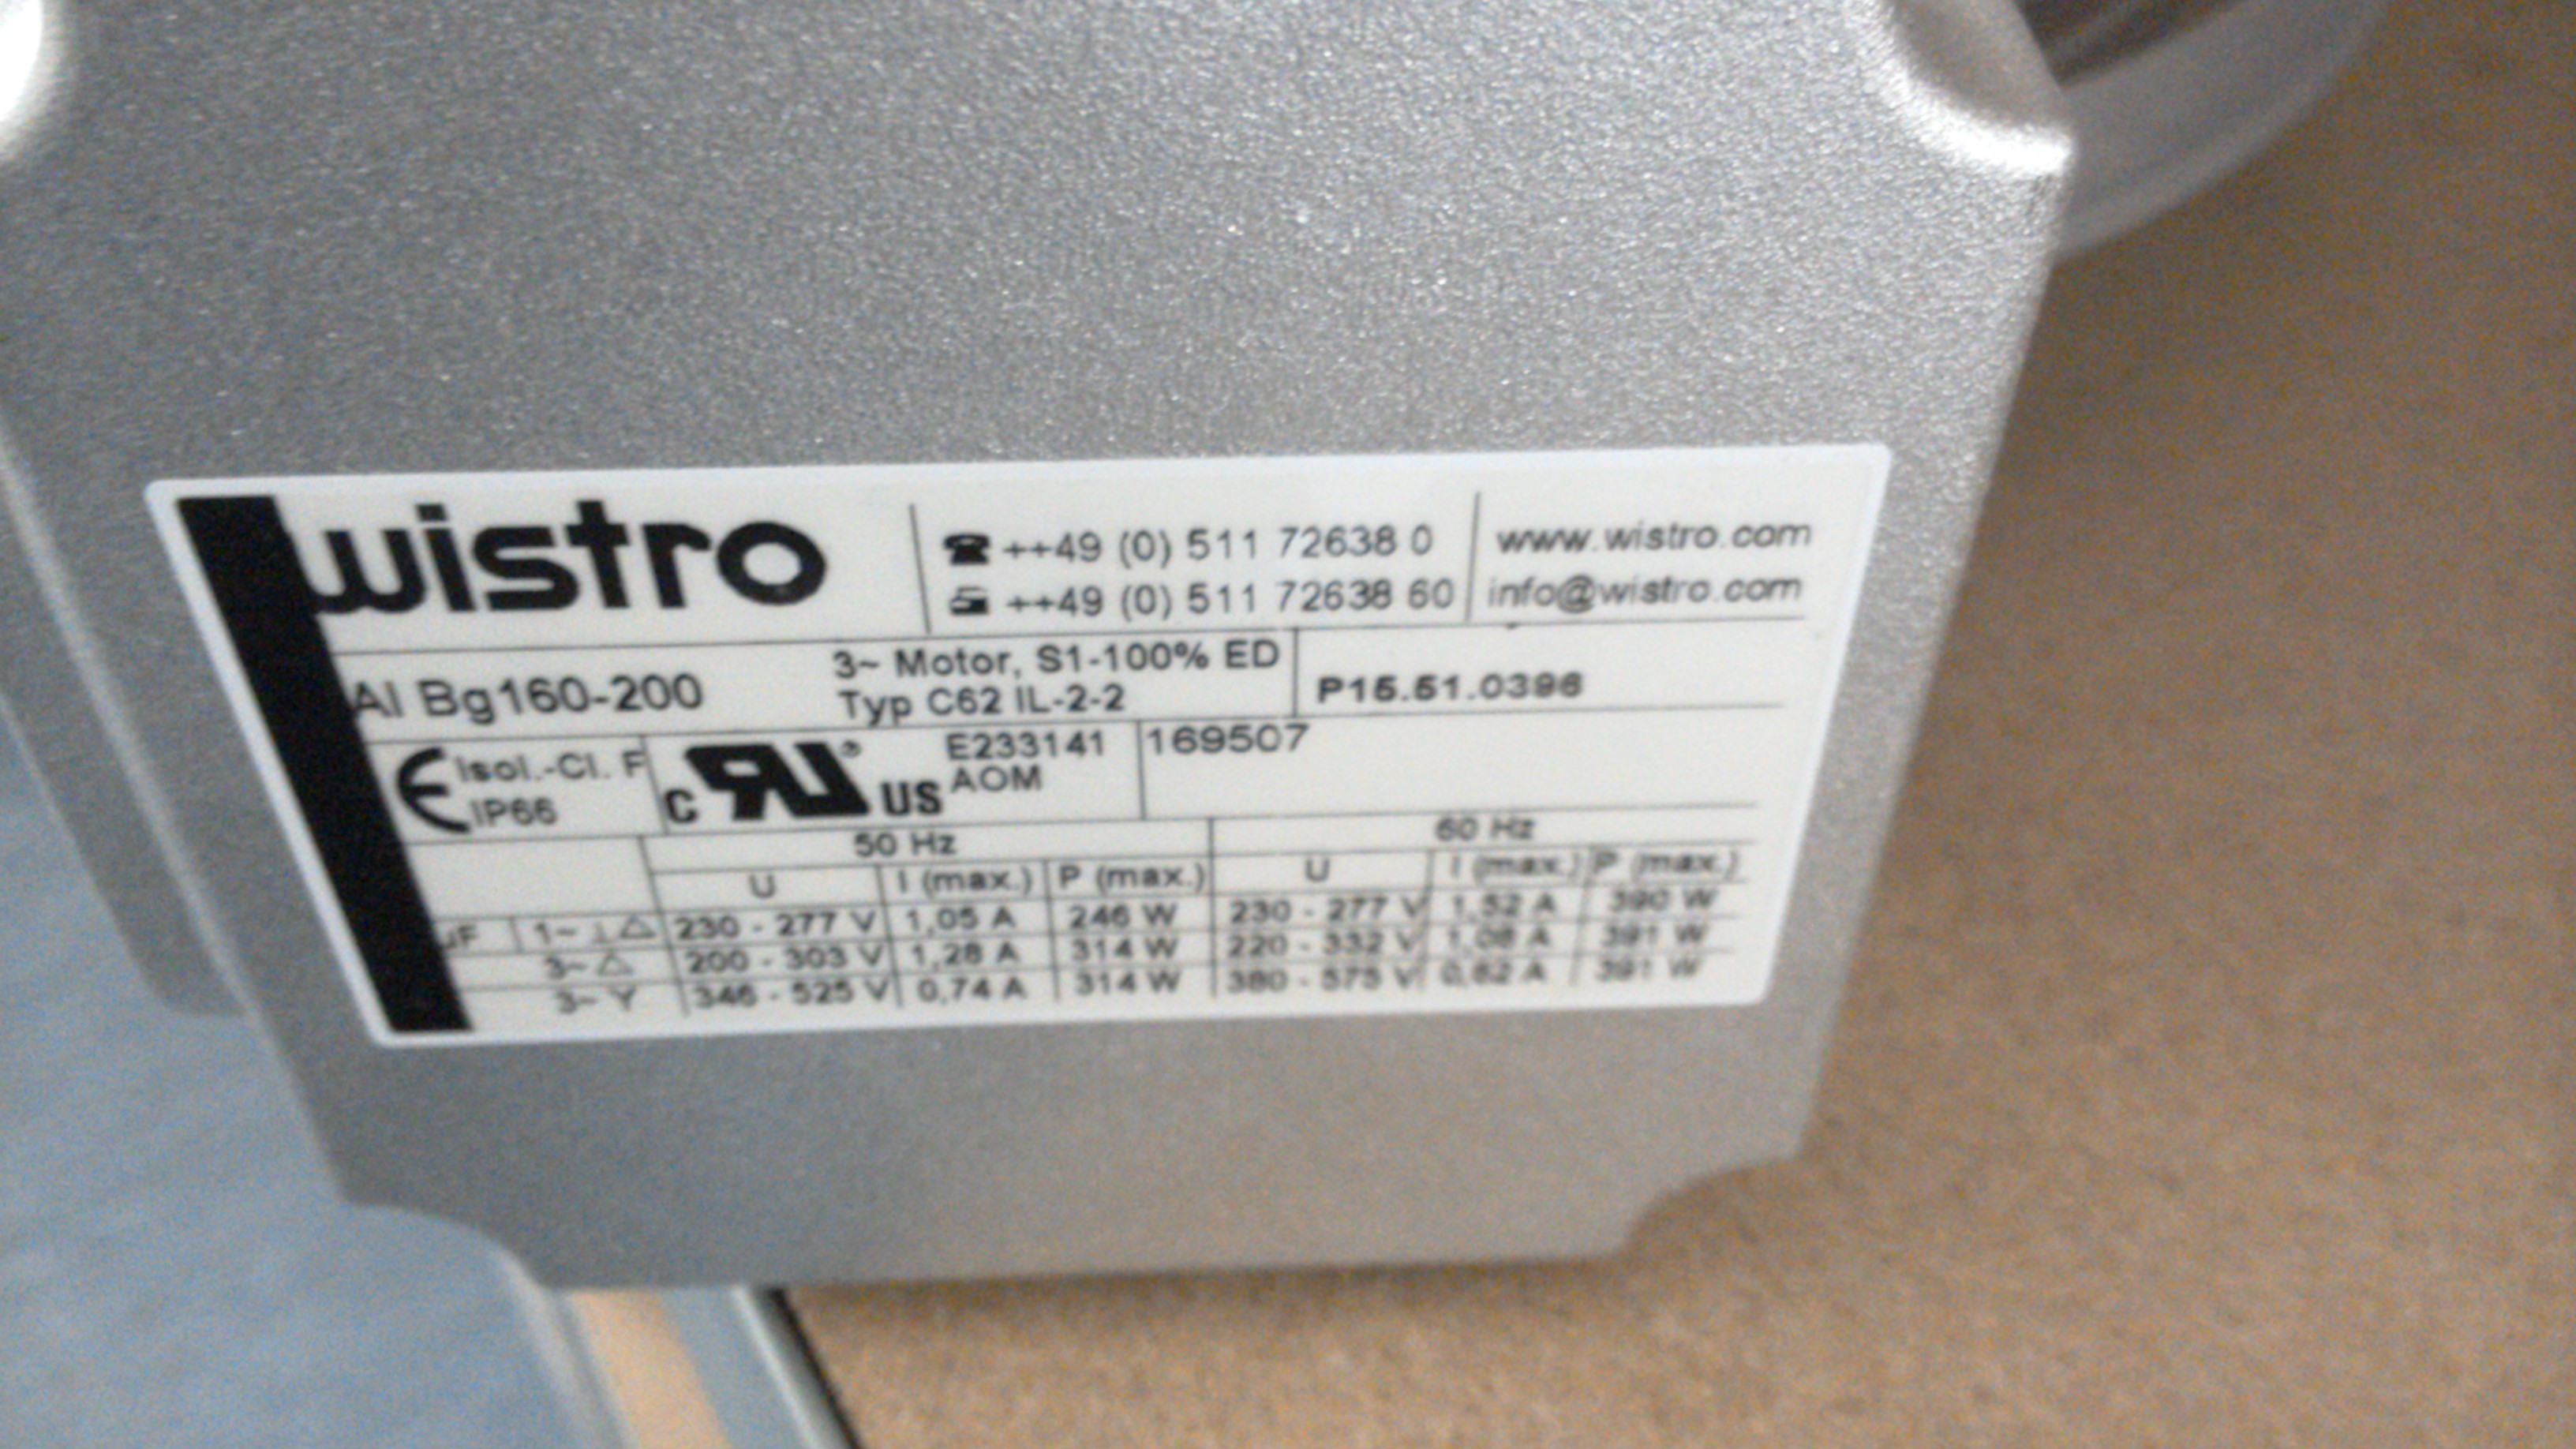 wistro
☎ ++49 (0) 511 72638 0
++49 (0) 511 72638 60
www.wistro.com
info@wistro.com
AI Bg160-200
3~ Motor, S1-100% ED
Typ C62 IL-2-2
P15.51.0396
CE Isol.-Cl. F
IP66
c RU® US
E233141
AOM
169507
50 Hz 60 Hz
U I (max.) P (max.) U I (max.) P (max.)
µF 1~ ⊥△ 230 - 277 V 1,05 A 246 W 230 - 277 V 1,52 A 390 W
3~ △ 200 - 303 V 1,28 A 314 W 220 - 332 V 1,08 A 391 W
3~ Y 346 - 525 V 0,74 A 314 W 380 - 575 V 0,62 A 391 W